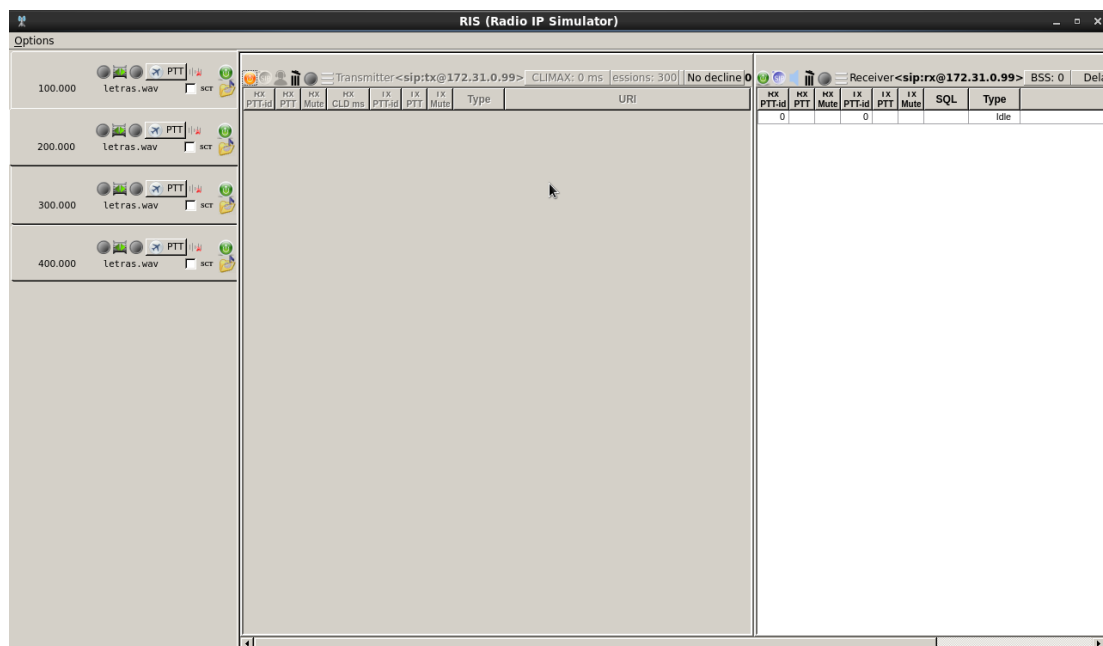 RIS (Radio IP Simulator)
Options
PTT
100.000 letras.wav SCT
PTT
200.000 letras.wav SCT
PTT
300.000 letras.wav SCT
PTT
400.000 letras.wav SCT
Transmitter<sip:tx@172.31.0.99> CLIMAX: 0 ms essions: 300 No decline 0
RX PTT-id RX PTT RX Mute RX CLD ms TX PTT-id TX PTT TX Mute Type URI
Receiver<sip:rx@172.31.0.99> BSS: 0 Dela
RX PTT-id RX PTT RX Mute TX PTT-id TX PTT TX Mute SQL Type
0 0 Idle